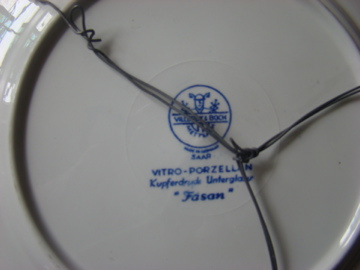 VILLEROY & BOCH
SAAR
VITRO-PORZELLAN
Kupferdruck Unterglasur
"Fasan"